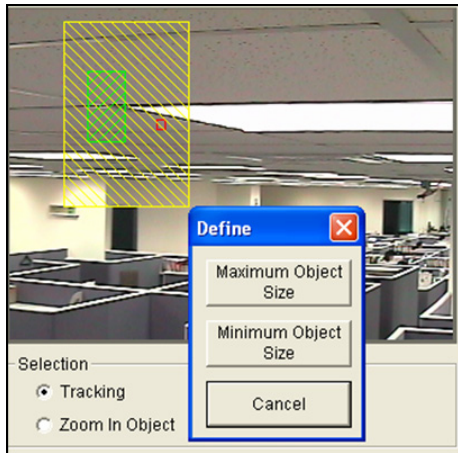 Define
Maximum Object
Size
Minimum Object
Size
Cancel
Selection
Tracking
Zoom In Object